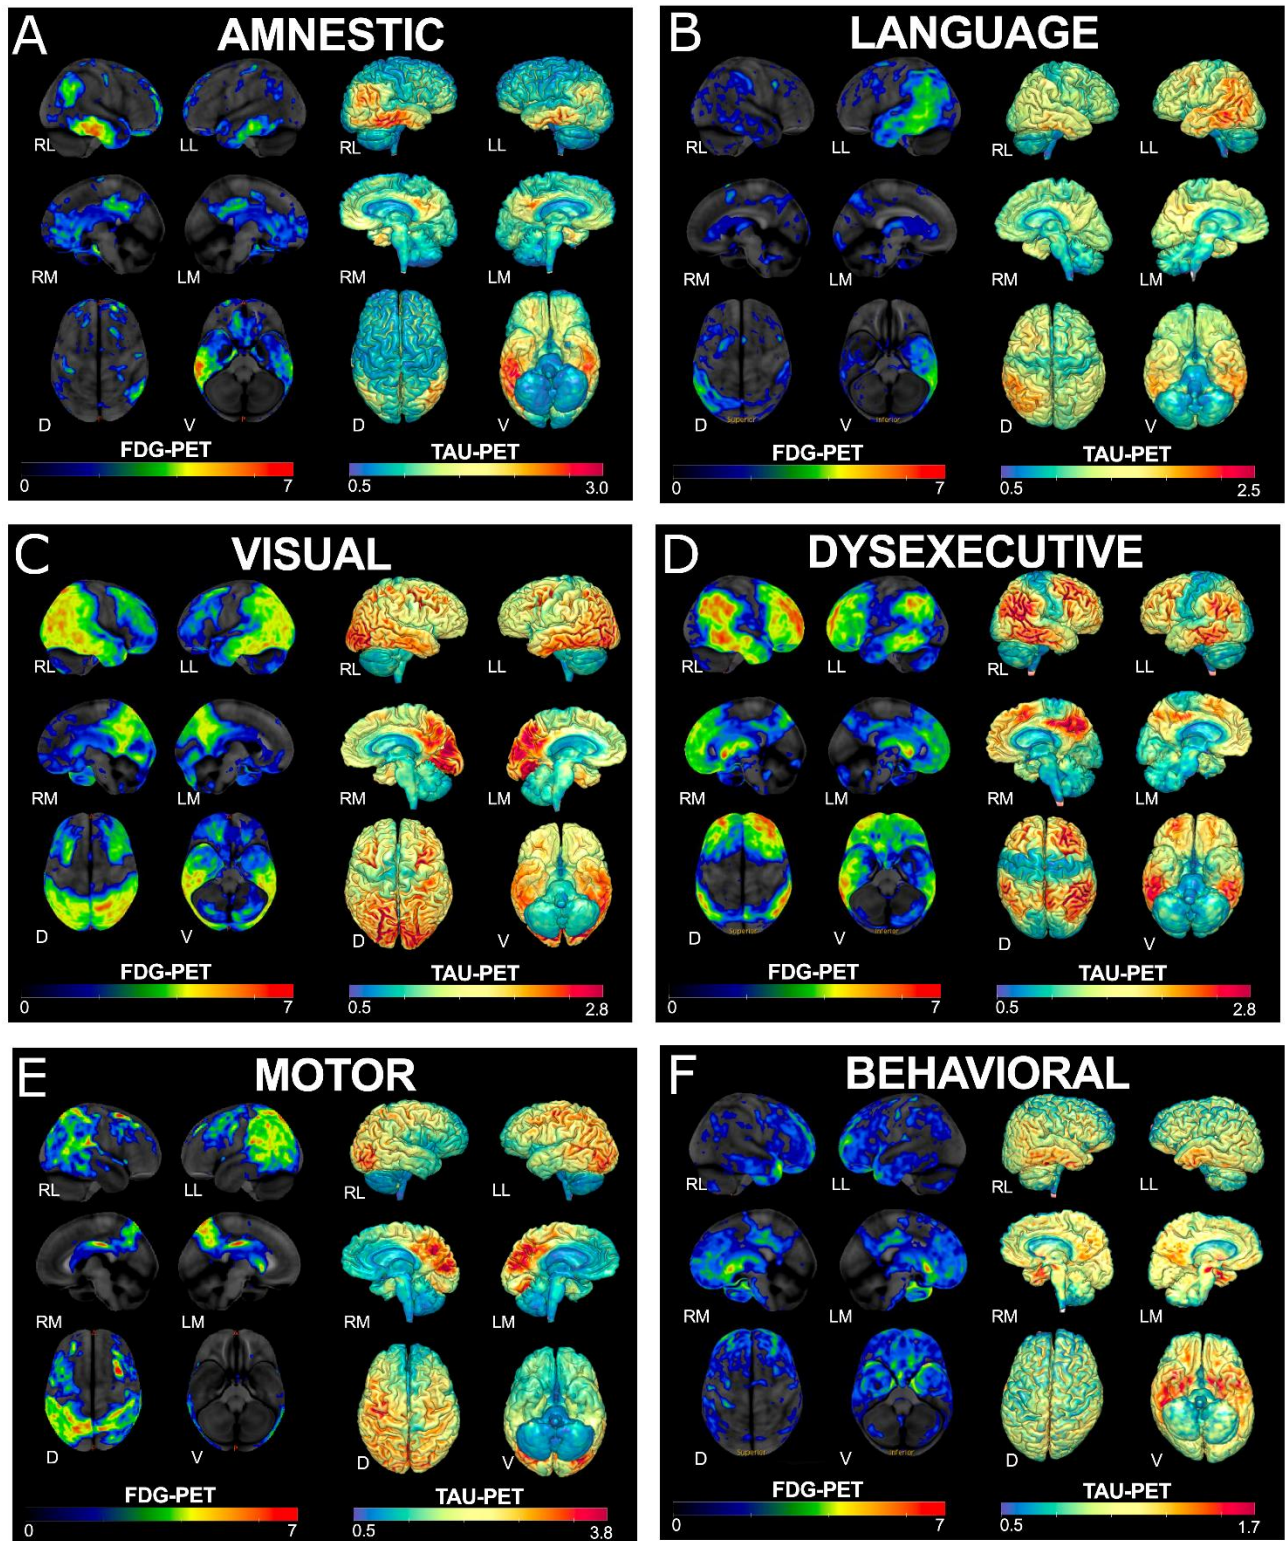 A AMNESTIC
RL LL RL LL
RM LM RM LM
D V D V
FDG-PET TAU-PET
0 7 0.5 3.0
B LANGUAGE
RL LL RL LL
RM LM RM LM
Superior Inferior
D V D V
FDG-PET TAU-PET
0 7 0.5 2.5
C VISUAL
RL LL RL LL
RM LM RM LM
D V D V
FDG-PET TAU-PET
0 7 0.5 2.8
D DYSEXECUTIVE
RL LL RL LL
RM LM RM LM
Superior Inferior
D V D V
FDG-PET TAU-PET
0 7 0.5 2.8
E MOTOR
RL LL RL LL
RM LM RM LM
D V D V
FDG-PET TAU-PET
0 7 0.5 3.8
F BEHAVIORAL
RL LL RL LL
RM LM RM LM
Superior Inferior
D V D V
FDG-PET TAU-PET
0 7 0.5 1.7